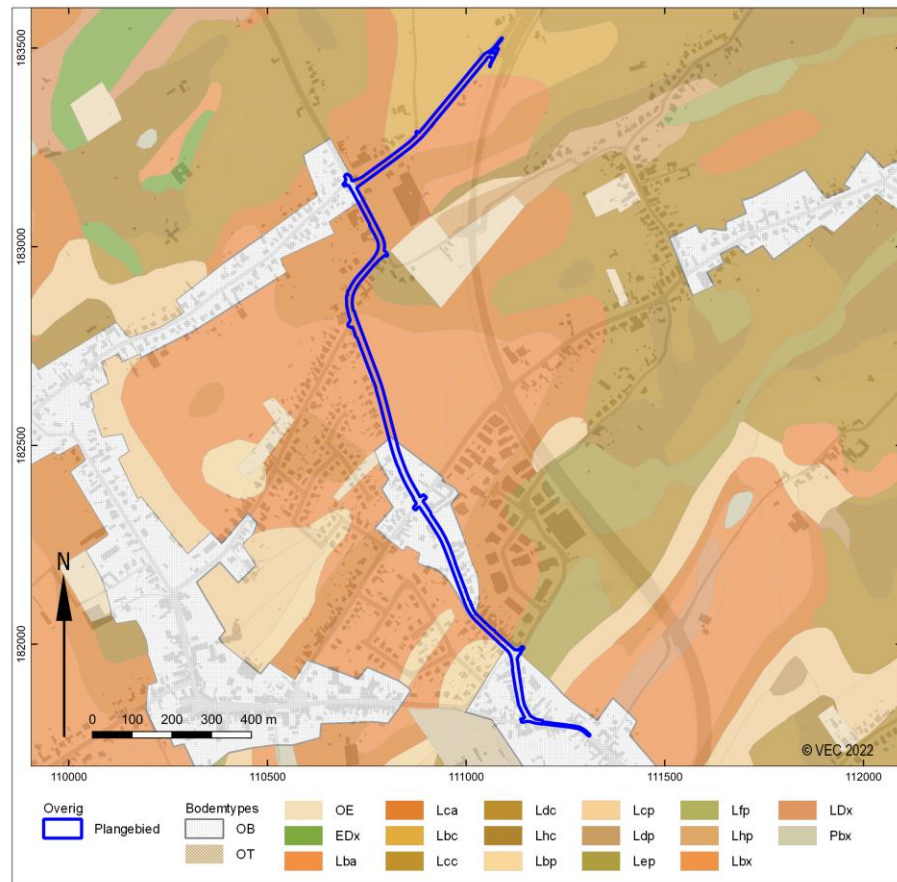 183500
183000
182500
182000
N
0 100 200 300 400 m
© VEC 2022
110000 110500 111000 111500 112000
Overig
Plangebied
Bodemtypes
OB
OT
OE
EDx
Lba
Lca
Lbc
Lcc
Ldc
Lhc
Lbp
Lcp
Ldp
Lep
Lfp
Lhp
Lbx
LDx
Pbx